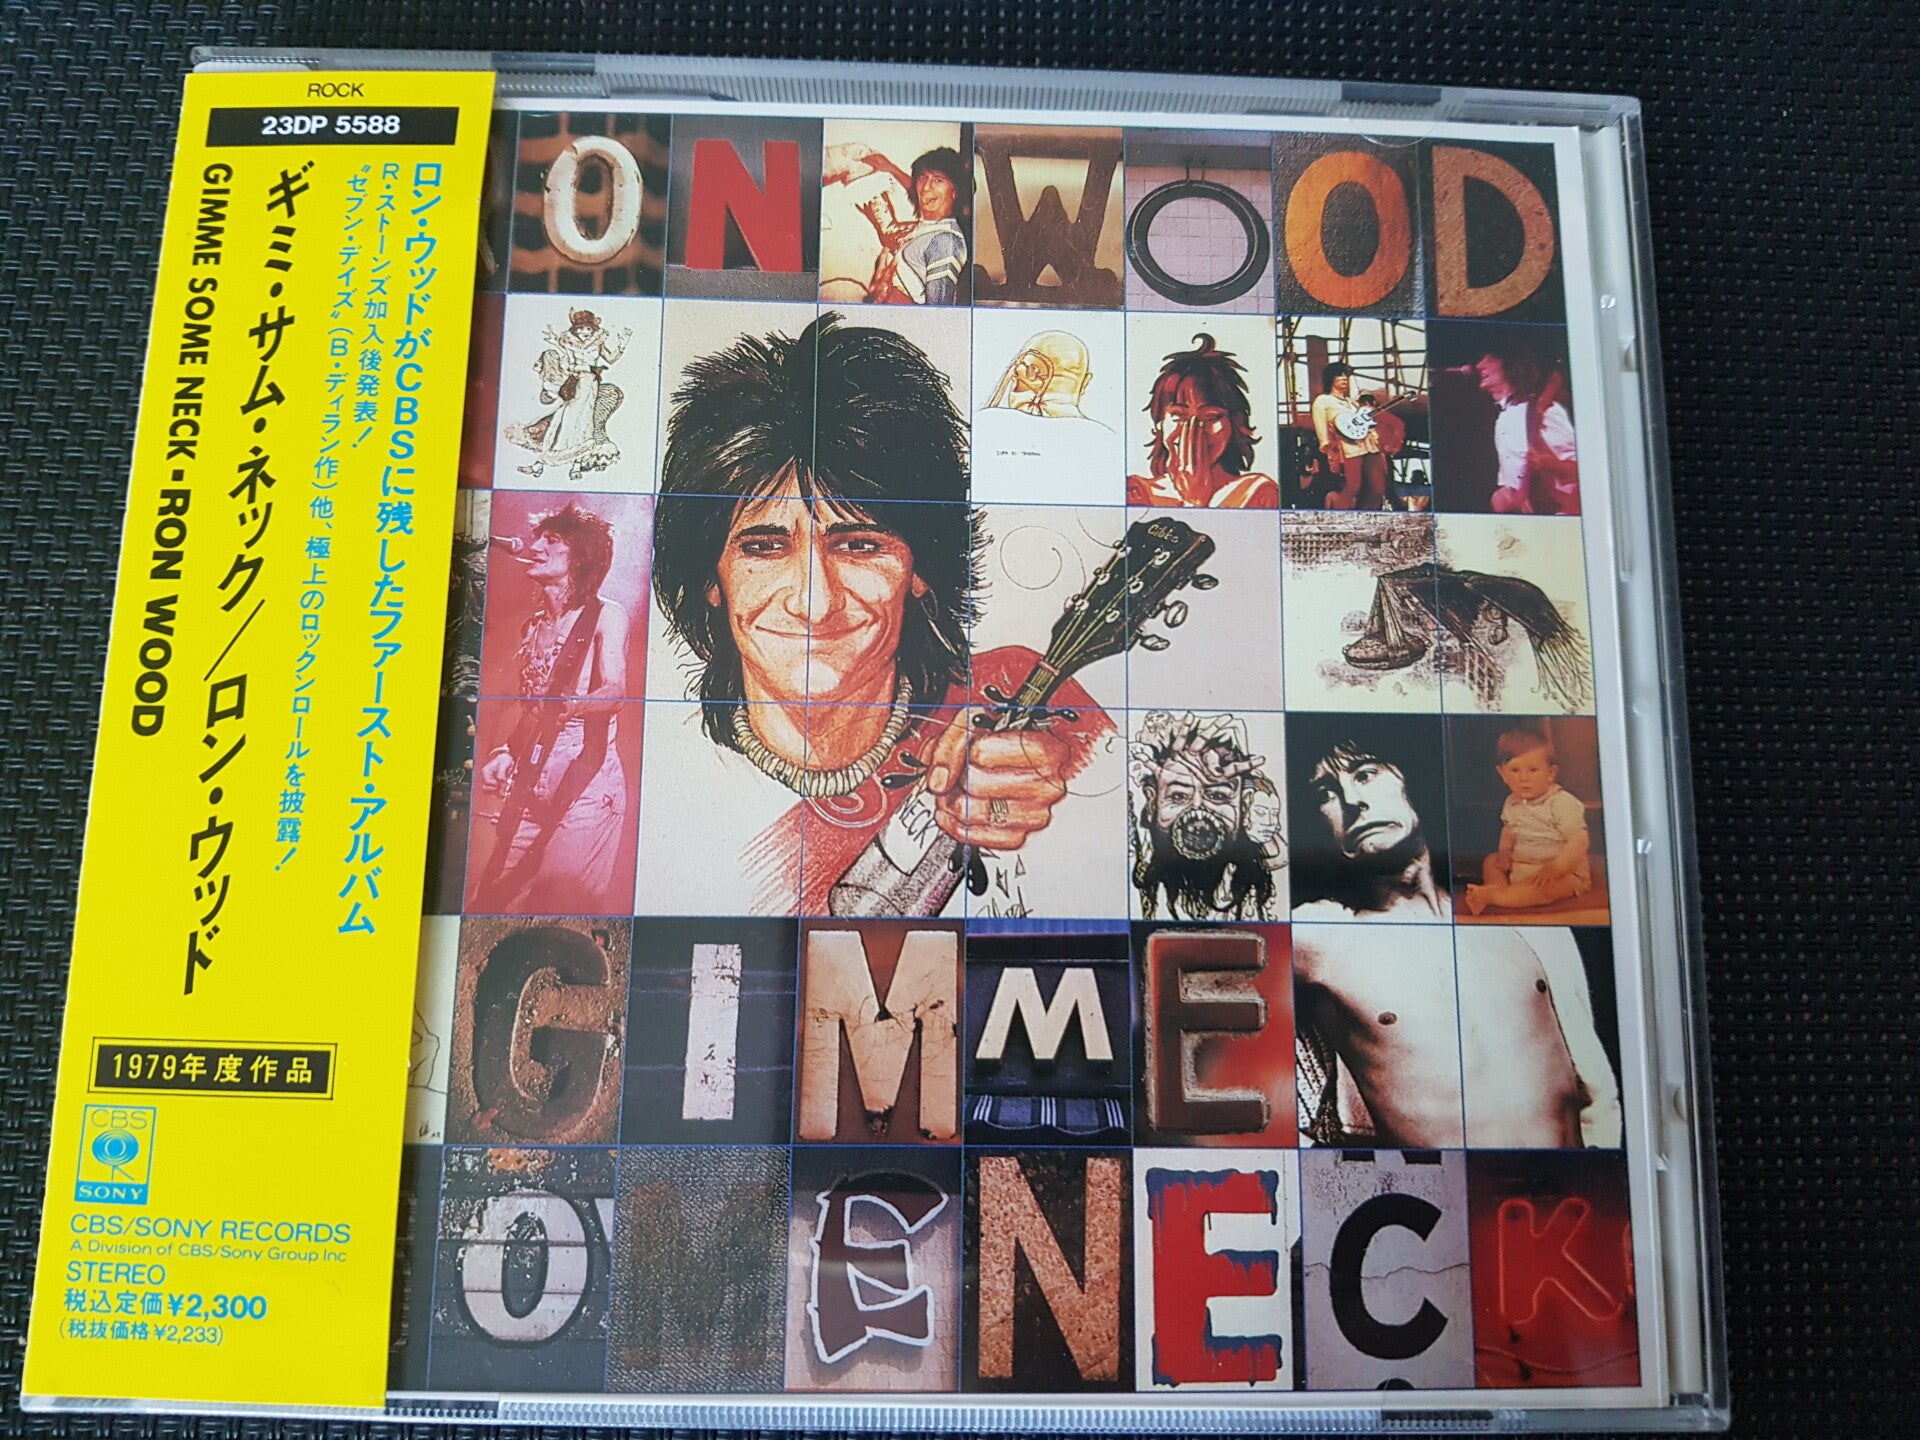 ROCK
23DP 5588
ロン・ウッドがCBSに残したファースト・アルバム
R・ストーンズ加入後発表!
“セブン・デイズ”(B・ディラン作)他、極上のロックンロールを披露!
ギミ・サム・ネック/ロン・ウッド
GIMME SOME NECK・RON WOOD
1979年度作品
CBS
SONY
CBS/SONY RECORDS
A Division of CBS/Sony Group Inc
STEREO
税込定価¥2,300
(税抜価格¥2,233)
ON WOOD
Gibson
NECK
GIMME
OMENECK